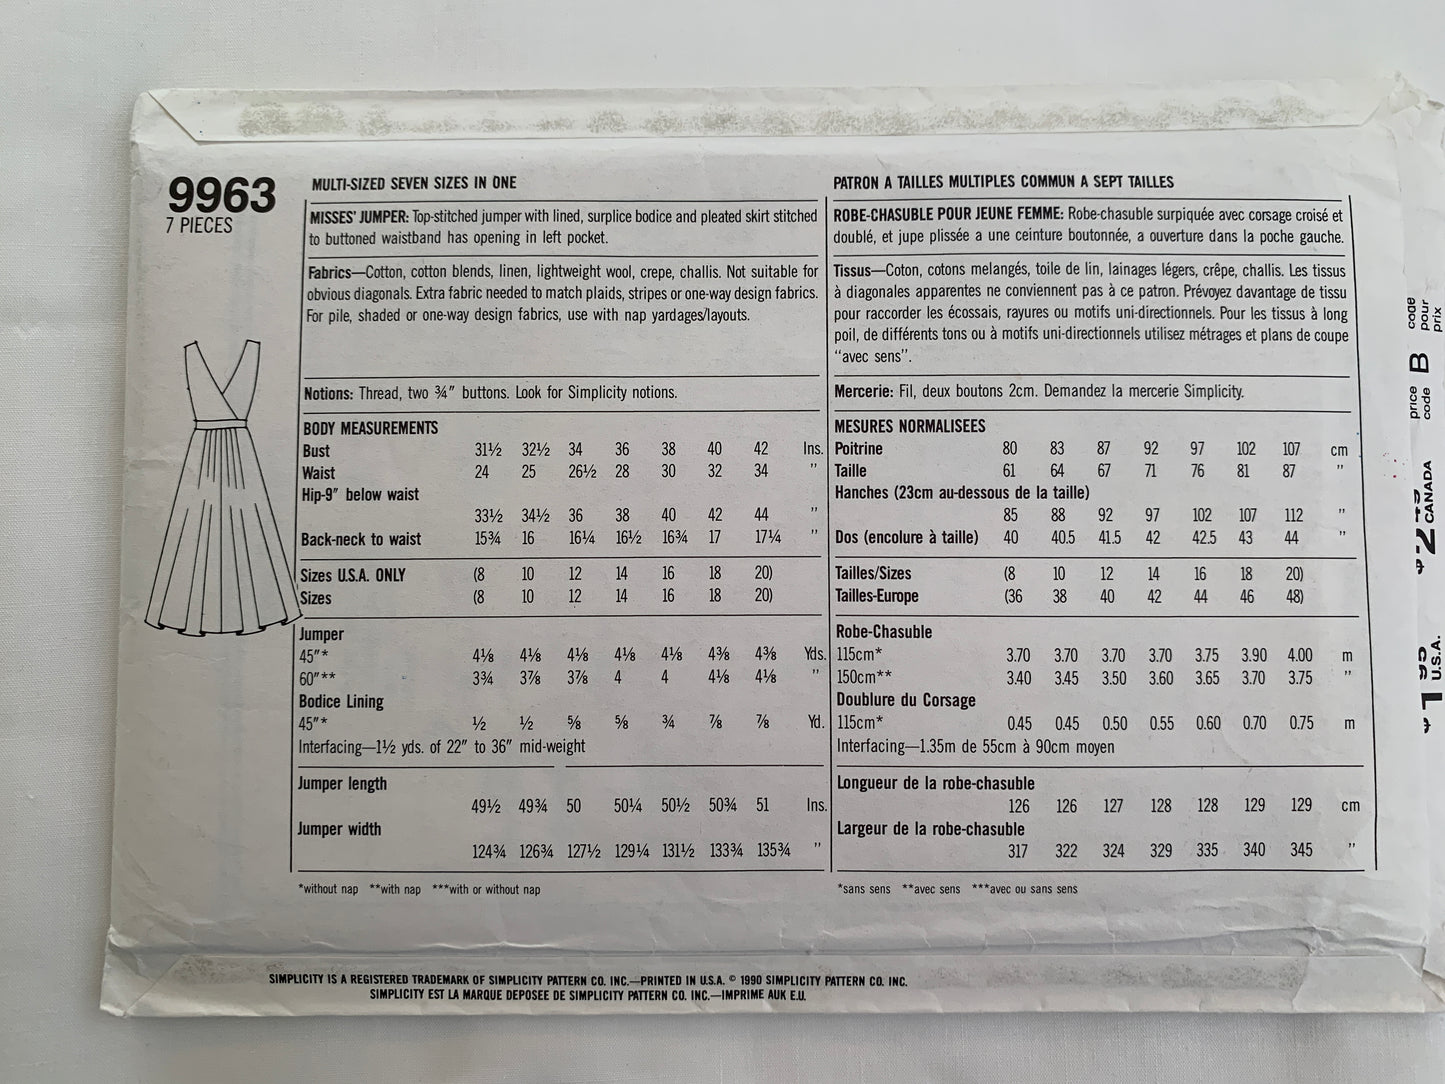 9963
7 PIECES
MULTI-SIZED SEVEN SIZES IN ONE
MISSES' JUMPER: Top-stitched jumper with lined, surplice bodice and pleated skirt stitched
to buttoned waistband has opening in left pocket.
Fabrics—Cotton, cotton blends, linen, lightweight wool, crepe, challis. Not suitable for
obvious diagonals. Extra fabric needed to match plaids, stripes or one-way design fabrics.
For pile, shaded or one-way design fabrics, use with nap yardages/layouts.
Notions: Thread, two ¾" buttons. Look for Simplicity notions.
BODY MEASUREMENTS
Bust 31½ 32½ 34 36 38 40 42 Ins.
Waist 24 25 26½ 28 30 32 34 "
Hip-9" below waist
33½ 34½ 36 38 40 42 44 "
Back-neck to waist 15¾ 16 16¼ 16½ 16¾ 17 17¼ "
Sizes U.S.A. ONLY (8 10 12 14 16 18 20)
Sizes (8 10 12 14 16 18 20)
Jumper
45"* 4⅛ 4⅛ 4⅛ 4⅛ 4⅛ 4⅜ 4⅜ Yds.
60"** 3¾ 3⅞ 3⅞ 4 4 4⅛ 4⅛ "
Bodice Lining
45"* ½ ½ ⅝ ⅝ ¾ ⅞ ⅞ Yd.
Interfacing—1½ yds. of 22" to 36" mid-weight
Jumper length
49½ 49¾ 50 50¼ 50½ 50¾ 51 Ins.
Jumper width
124¾ 126¾ 127½ 129¼ 131½ 133¾ 135¾ "
*without nap **with nap ***with or without nap
PATRON A TAILLES MULTIPLES COMMUN A SEPT TAILLES
ROBE-CHASUBLE POUR JEUNE FEMME: Robe-chasuble surpiquée avec corsage croisé et
doublé, et jupe plissée a une ceinture boutonnée, a ouverture dans la poche gauche.
Tissus—Coton, cotons melangés, toile de lin, lainages légers, crêpe, challis. Les tissus
à diagonales apparentes ne conviennent pas à ce patron. Prévoyez davantage de tissu
pour raccorder les écossais, rayures ou motifs uni-directionnels. Pour les tissus à long
poil, de différents tons ou à motifs uni-directionnels utilisez métrages et plans de coupe
"avec sens".
Mercerie: Fil, deux boutons 2cm. Demandez la mercerie Simplicity.
MESURES NORMALISEES
Poitrine 80 83 87 92 97 102 107 cm
Taille 61 64 67 71 76 81 87 "
Hanches (23cm au-dessous de la taille)
85 88 92 97 102 107 112 "
Dos (encolure à taille) 40 40.5 41.5 42 42.5 43 44 "
Tailles/Sizes (8 10 12 14 16 18 20)
Tailles-Europe (36 38 40 42 44 46 48)
Robe-Chasuble
115cm* 3.70 3.70 3.70 3.70 3.75 3.90 4.00 m
150cm** 3.40 3.45 3.50 3.60 3.65 3.70 3.75 "
Doublure du Corsage
115cm* 0.45 0.45 0.50 0.55 0.60 0.70 0.75 m
Interfacing—1.35m de 55cm à 90cm moyen
Longueur de la robe-chasuble
126 126 127 128 128 129 129 cm
Largeur de la robe-chasuble
317 322 324 329 335 340 345 "
*sans sens **avec sens ***avec ou sans sens
code
pour
prix
B
price
code
CANADA
U.S.A.
SIMPLICITY IS A REGISTERED TRADEMARK OF SIMPLICITY PATTERN CO. INC.—PRINTED IN U.S.A. © 1990 SIMPLICITY PATTERN CO. INC.
SIMPLICITY EST LA MARQUE DEPOSEE DE SIMPLICITY PATTERN CO. INC.—IMPRIME AUX E.U.